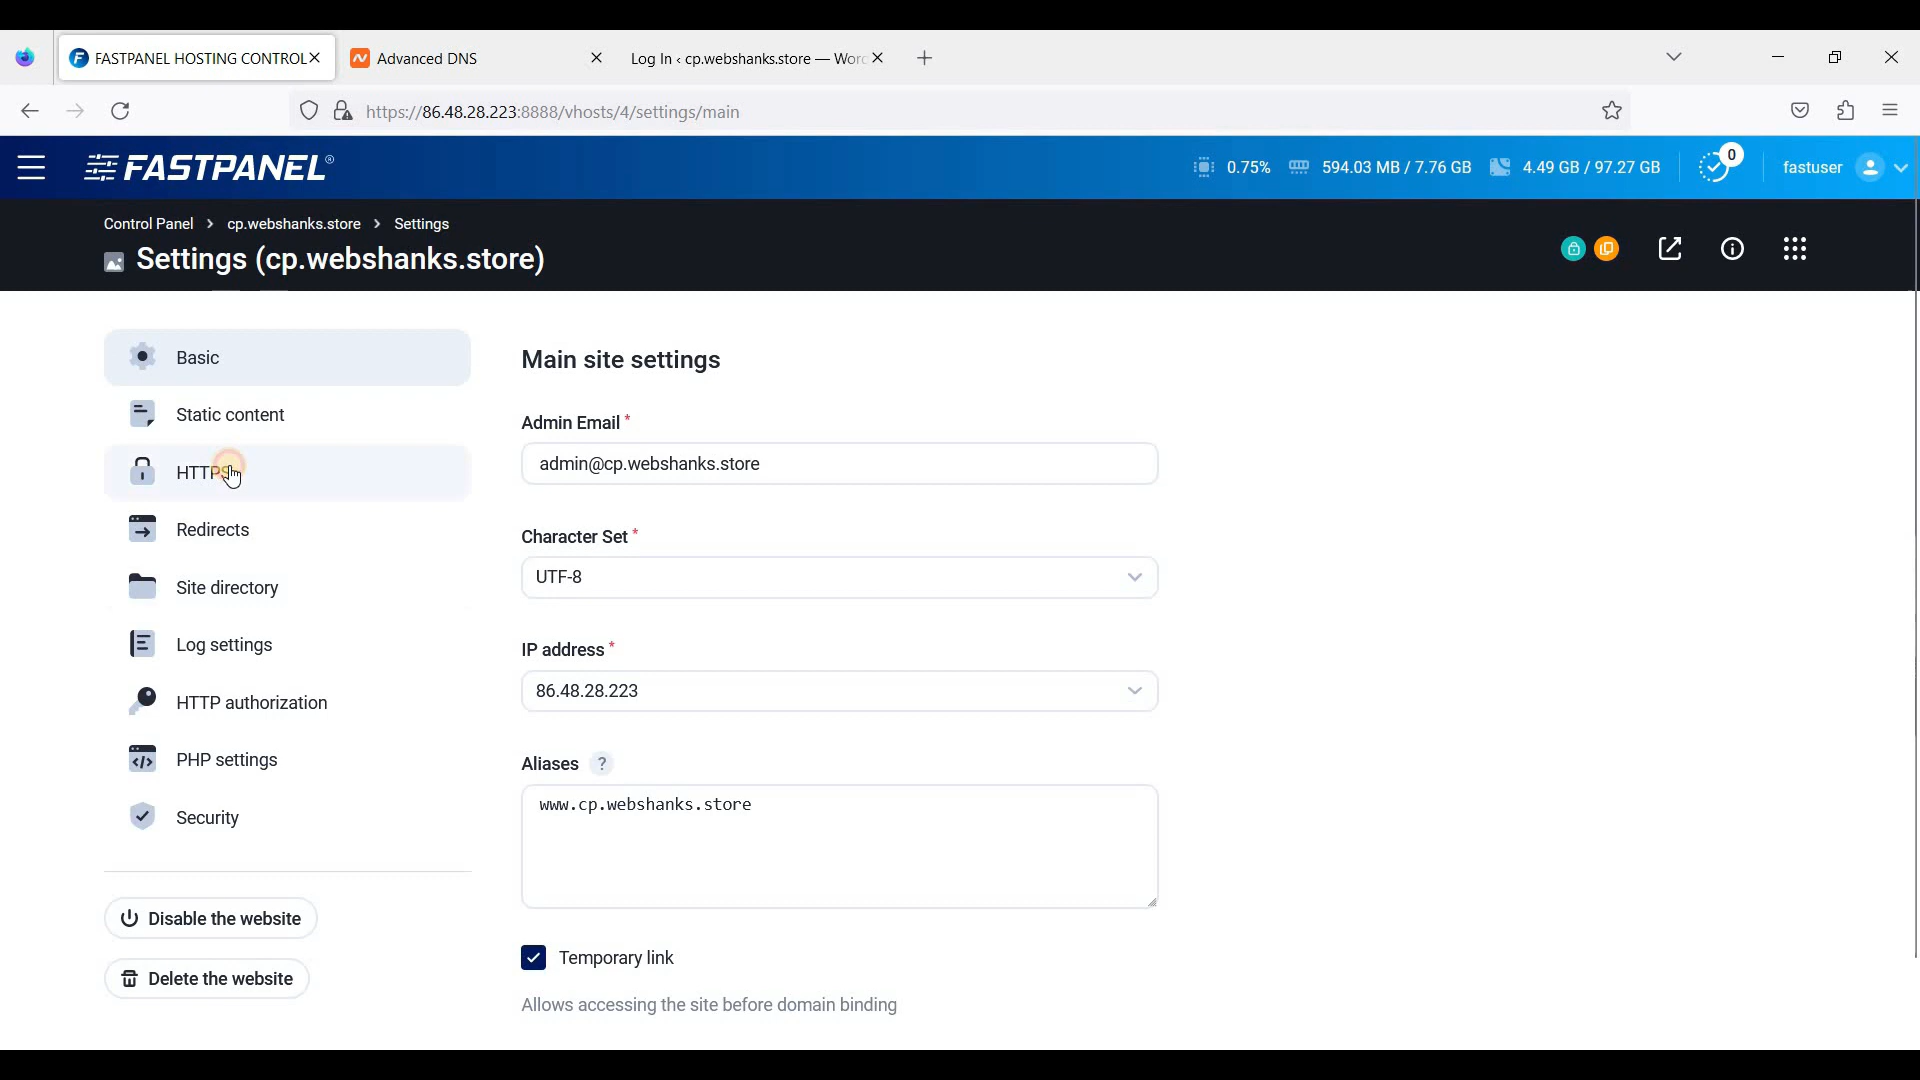 FASTPANEL HOSTING CONTROL
Advanced DNS
Log In ‹ cp.webshanks.store — Worc
https://86.48.28.223:8888/vhosts/4/settings/main
FASTPANEL®
0.75%
594.03 MB / 7.76 GB
4.49 GB / 97.27 GB
0
fastuser
Control Panel > cp.webshanks.store > Settings
Settings (cp.webshanks.store)
Basic
Static content
HTTPS
Redirects
Site directory
Log settings
HTTP authorization
PHP settings
Security
Disable the website
Delete the website
Main site settings
Admin Email *
admin@cp.webshanks.store
Character Set *
UTF-8
IP address *
86.48.28.223
Aliases ?
www.cp.webshanks.store
Temporary link
Allows accessing the site before domain binding